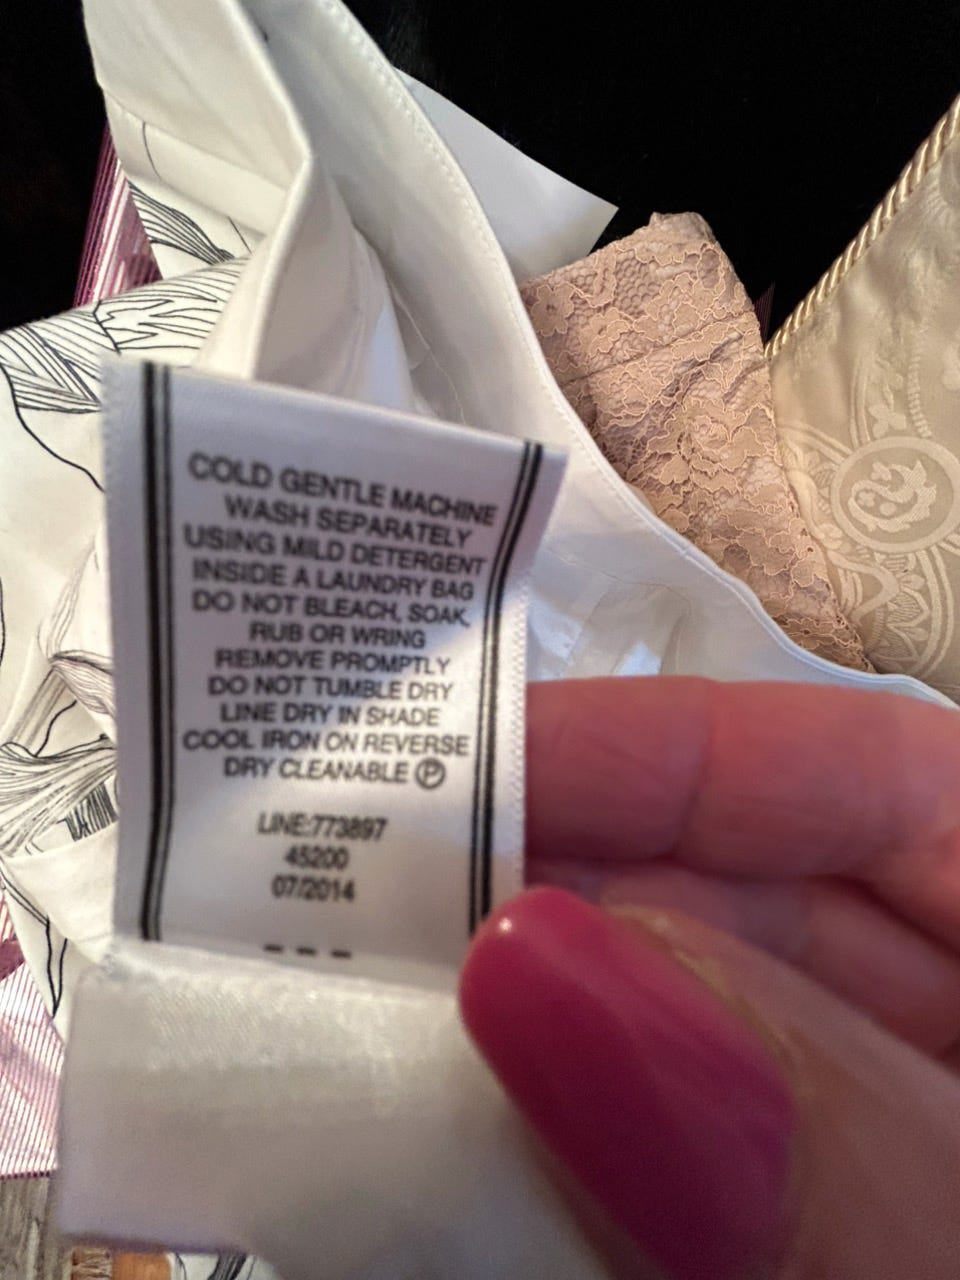 COLD GENTLE MACHINE
WASH SEPARATELY
USING MILD DETERGENT
INSIDE A LAUNDRY BAG
DO NOT BLEACH, SOAK,
RUB OR WRING
REMOVE PROMPTLY
DO NOT TUMBLE DRY
LINE DRY IN SHADE
COOL IRON ON REVERSE
DRY CLEANABLE Ⓟ
LINE:773897
45200
07/2014